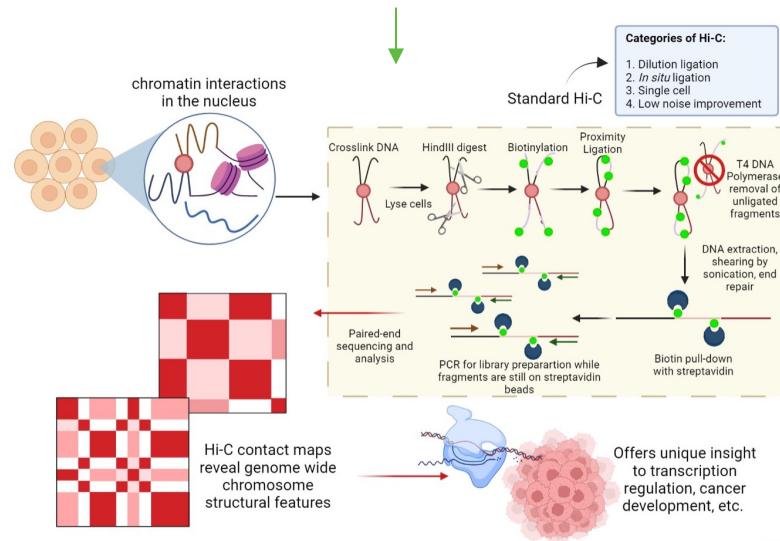 Categories of Hi-C:
1. Dilution ligation
2. In situ ligation
3. Single cell
4. Low noise improvement
Standard Hi-C
chromatin interactions
in the nucleus
Crosslink DNA
Lyse cells
HindIII digest
Biotinylation
Proximity
Ligation
T4 DNA
Polymerase
removal of
unligated
fragments
DNA extraction,
shearing by
sonication, end
repair
Biotin pull-down
with streptavidin
PCR for library prepartion while
fragments are still on streptavidin
beads
Paired-end
sequencing and
analysis
Hi-C contact maps
reveal genome wide
chromosome
structural features
Offers unique insight
to transcription
regulation, cancer
development, etc.